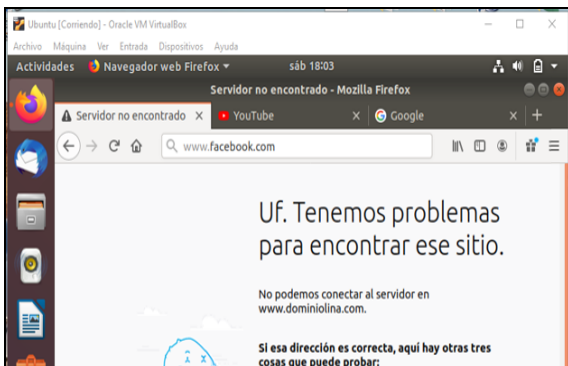 Ubuntu [Corriendo] - Oracle VM VirtualBox
Archivo Máquina Ver Entrada Dispositivos Ayuda
Actividades Navegador web Firefox sáb 18:03
Servidor no encontrado - Mozilla Firefox
Servidor no encontrado YouTube Google
www.facebook.com
Uf. Tenemos problemas
para encontrar ese sitio.
No podemos conectar al servidor en
www.dominiolina.com.
Si esa dirección es correcta, aquí hay otras tres
cosas que puede probar: